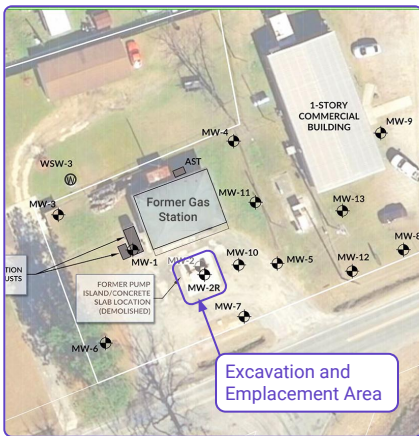 1-STORY
COMMERCIAL
BUILDING
MW-9
MW-4
AST
WSW-3
MW-3
MW-11
Former Gas
Station
MW-13
MW-8
TION
USTS
MW-1
MW-2
MW-10
MW-5
MW-12
FORMER PUMP
ISLAND/CONCRETE
SLAB LOCATION
(DEMOLISHED)
MW-2R
MW-7
MW-6
Excavation and
Emplacement Area